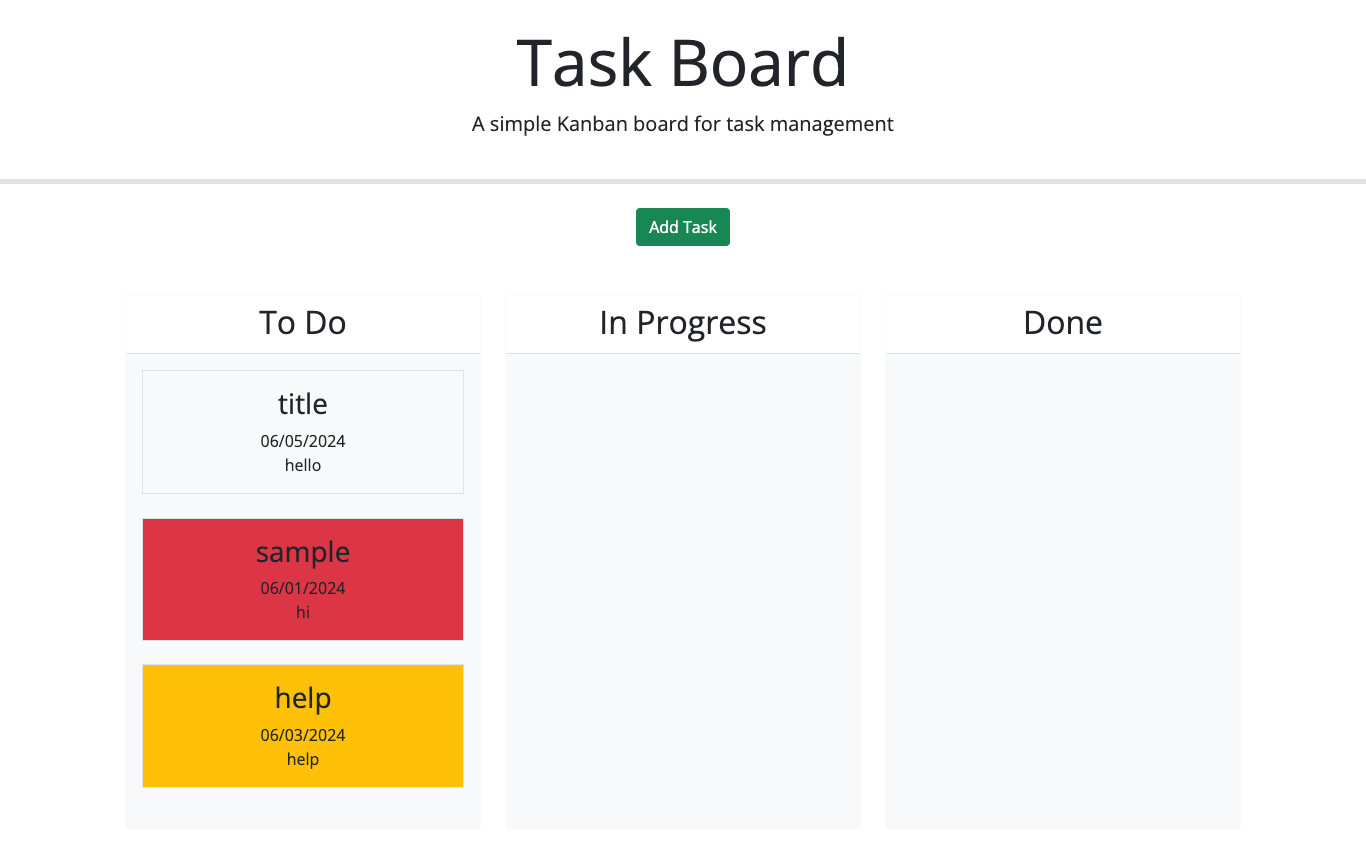 Task Board
A simple Kanban board for task management
Add Task
To Do
title
06/05/2024
hello
sample
06/01/2024
hi
help
06/03/2024
help
In Progress
Done